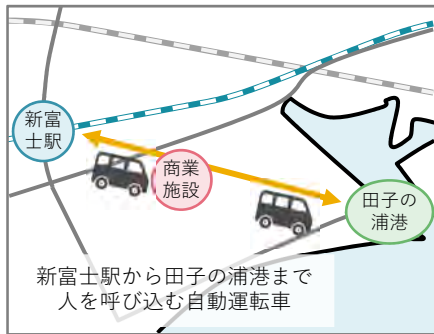 新富
士駅
商業
施設
田子の
浦港
新富士駅から田子の浦港まで
人を呼び込む自動運転車